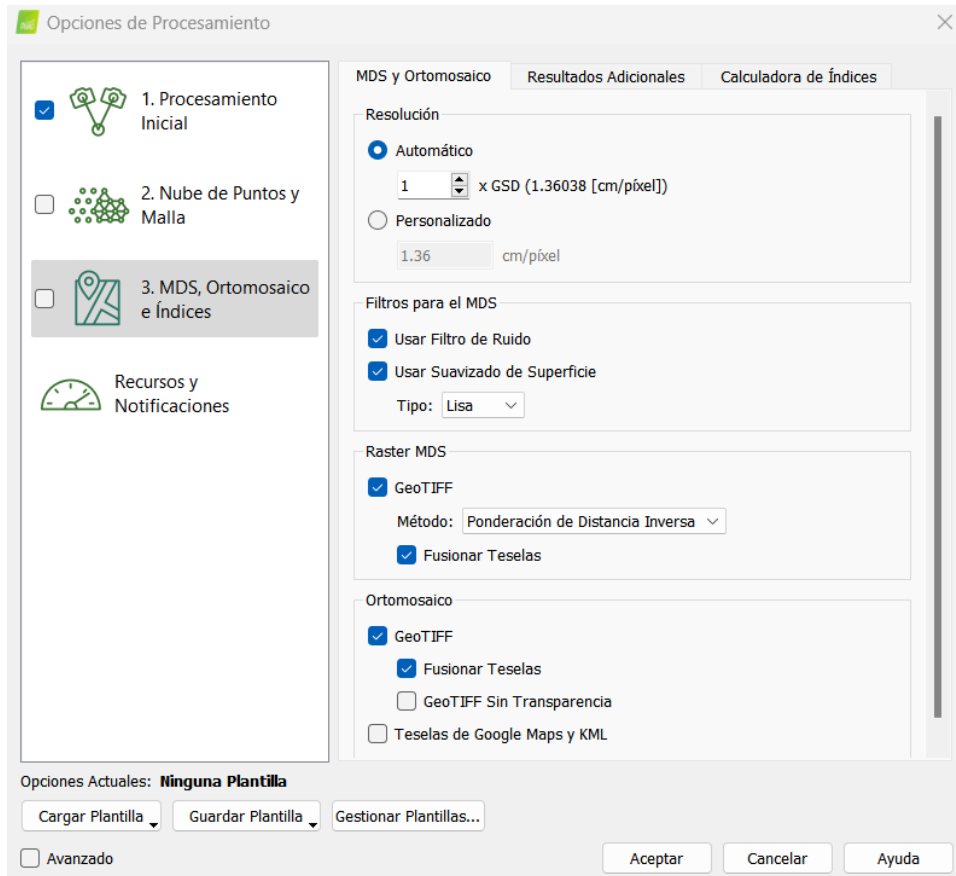 Opciones de Procesamiento
1. Procesamiento
Inicial
2. Nube de Puntos y
Malla
3. MDS, Ortomosaico
e Índices
Recursos y
Notificaciones
MDS y Ortomosaico
Resultados Adicionales
Calculadora de Índices
Resolución
Automático
1 x GSD (1.36038 [cm/píxel])
Personalizado
1.36 cm/píxel
Filtros para el MDS
Usar Filtro de Ruido
Usar Suavizado de Superficie
Tipo: Lisa
Raster MDS
GeoTIFF
Método: Ponderación de Distancia Inversa
Fusionar Teselas
Ortomosaico
GeoTIFF
Fusionar Teselas
GeoTIFF Sin Transparencia
Teselas de Google Maps y KML
Opciones Actuales: Ninguna Plantilla
Cargar Plantilla
Guardar Plantilla
Gestionar Plantillas...
Avanzado
Aceptar
Cancelar
Ayuda